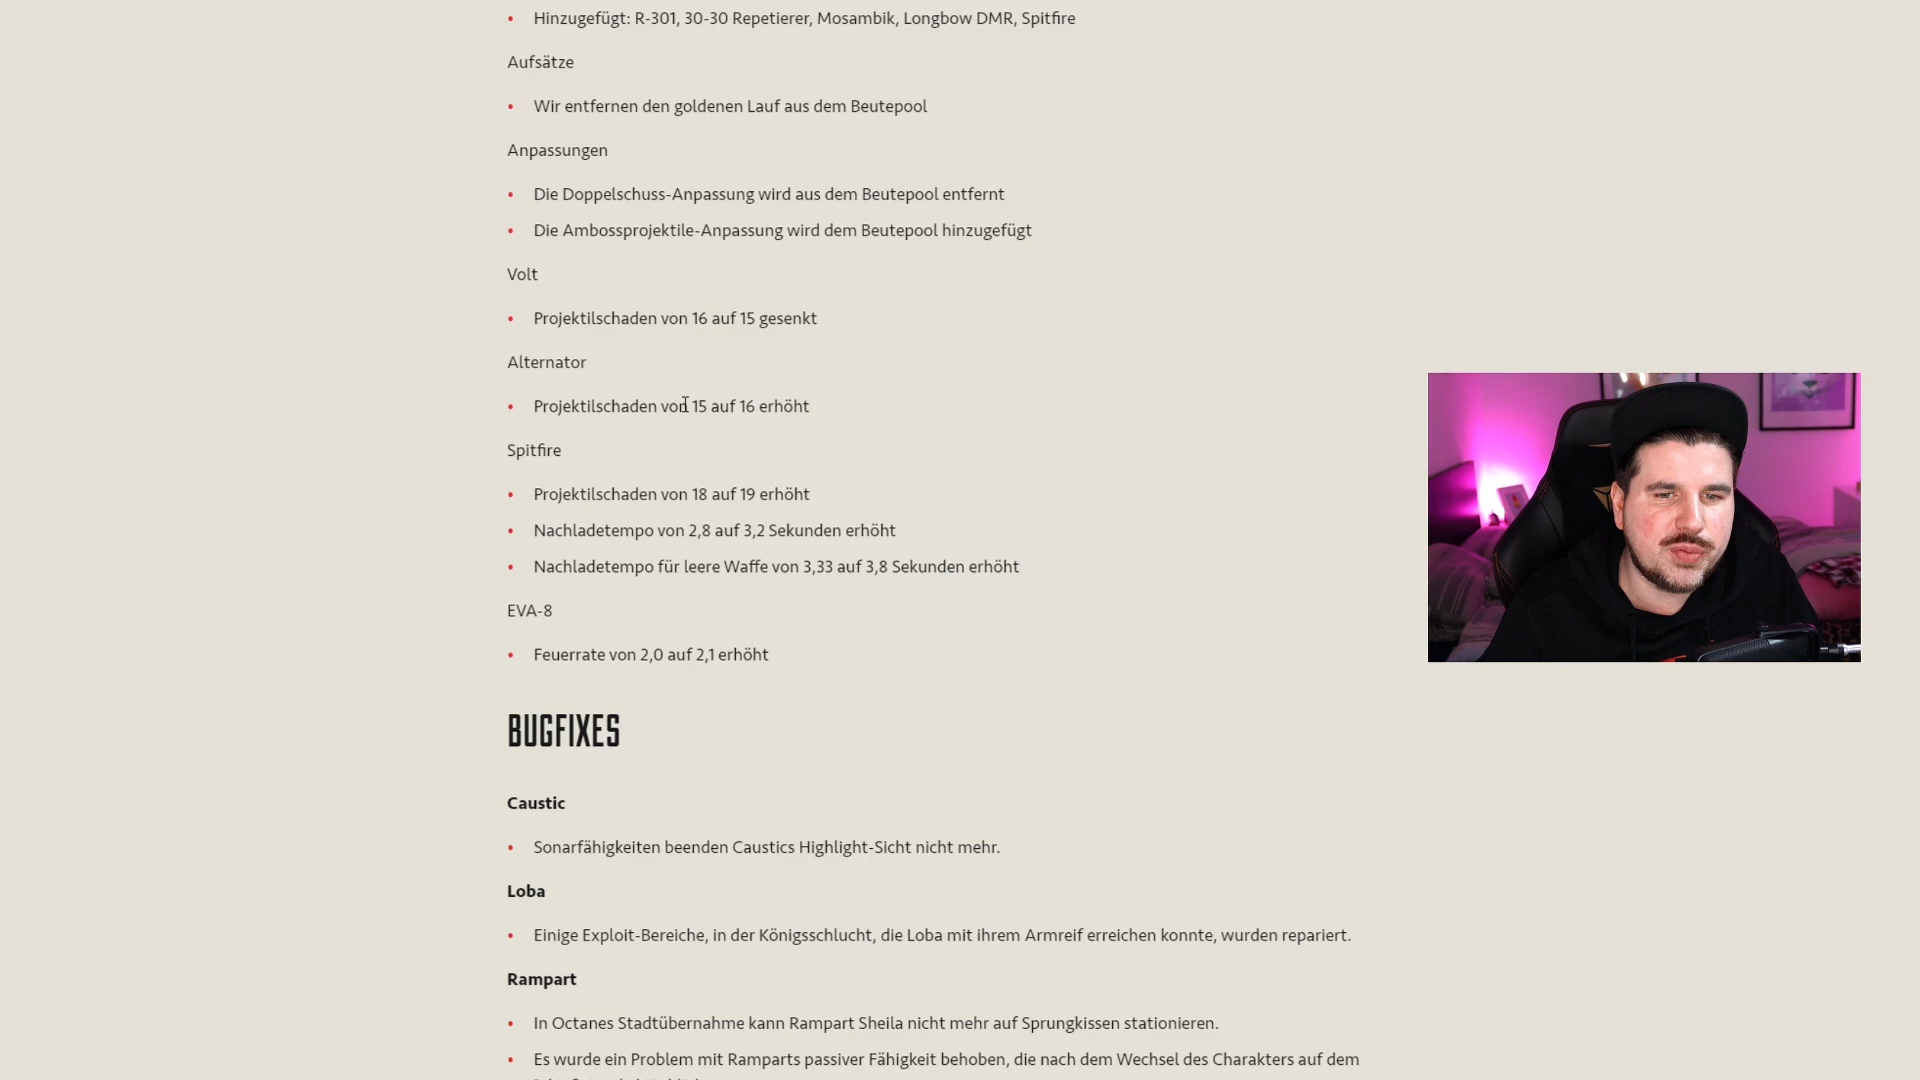 • Hinzugefügt: R-301, 30-30 Repetierer, Mosambik, Longbow DMR, Spitfire
Aufsätze
• Wir entfernen den goldenen Lauf aus dem Beutepool
Anpassungen
• Die Doppelschuss-Anpassung wird aus dem Beutepool entfernt
• Die Ambossprojektile-Anpassung wird dem Beutepool hinzugefügt
Volt
• Projektilschaden von 16 auf 15 gesenkt
Alternator
• Projektilschaden von 15 auf 16 erhöht
Spitfire
• Projektilschaden von 18 auf 19 erhöht
• Nachladetempo von 2,8 auf 3,2 Sekunden erhöht
• Nachladetempo für leere Waffe von 3,33 auf 3,8 Sekunden erhöht
EVA-8
• Feuerrate von 2,0 auf 2,1 erhöht
BUGFIXES
Caustic
• Sonarfähigkeiten beenden Caustics Highlight-Sicht nicht mehr.
Loba
• Einige Exploit-Bereiche, in der Königsschlucht, die Loba mit ihrem Armreif erreichen konnte, wurden repariert.
Rampart
• In Octanes Stadtübernahme kann Rampart Sheila nicht mehr auf Sprungkissen stationieren.
• Es wurde ein Problem mit Ramparts passiver Fähigkeit behoben, die nach dem Wechsel des Charakters auf dem